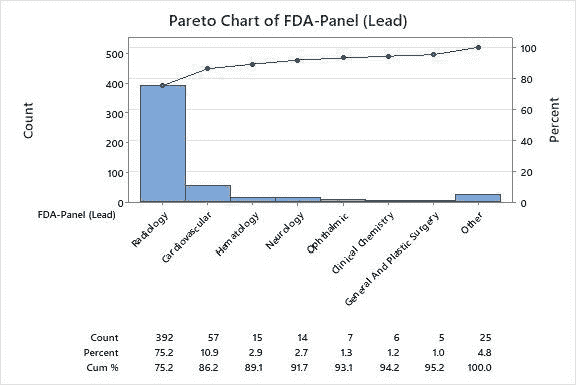 Pareto Chart of FDA-Panel (Lead)
500
400
300
200
100
0
Count
100
80
60
40
20
0
Percent
FDA-Panel (Lead)
Radiology
Cardiovascular
Hematology
Neurology
Ophthalmic
Clinical Chemistry
General And Plastic Surgery
Other
Count 392 57 15 14 7 6 5 25
Percent 75.2 10.9 2.9 2.7 1.3 1.2 1.0 4.8
Cum % 75.2 86.2 89.1 91.7 93.1 94.2 95.2 100.0